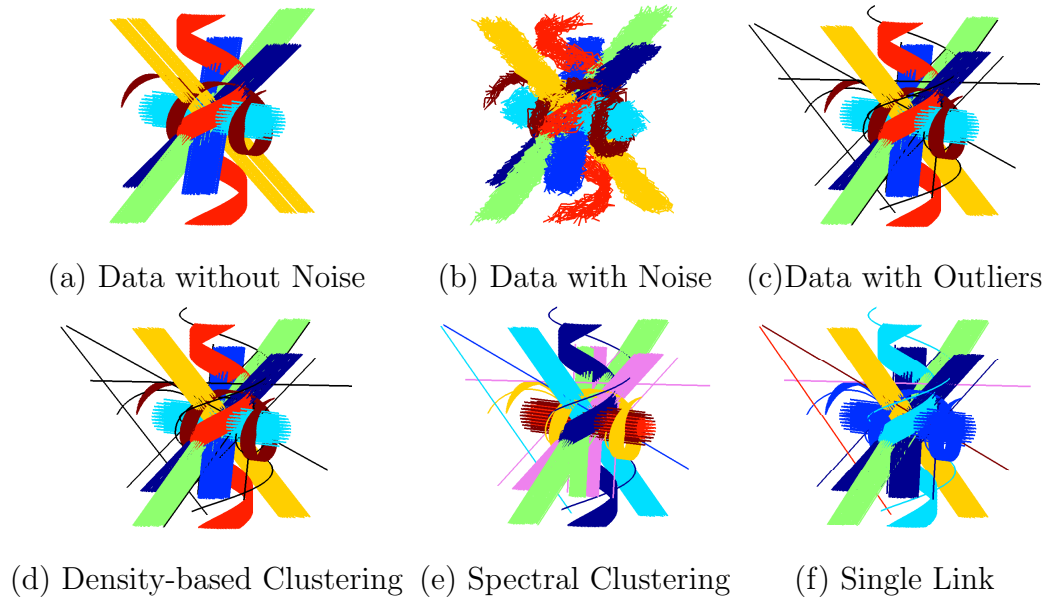 (a) Data without Noise
(b) Data with Noise
(c)Data with Outliers
(d) Density-based Clustering
(e) Spectral Clustering
(f) Single Link